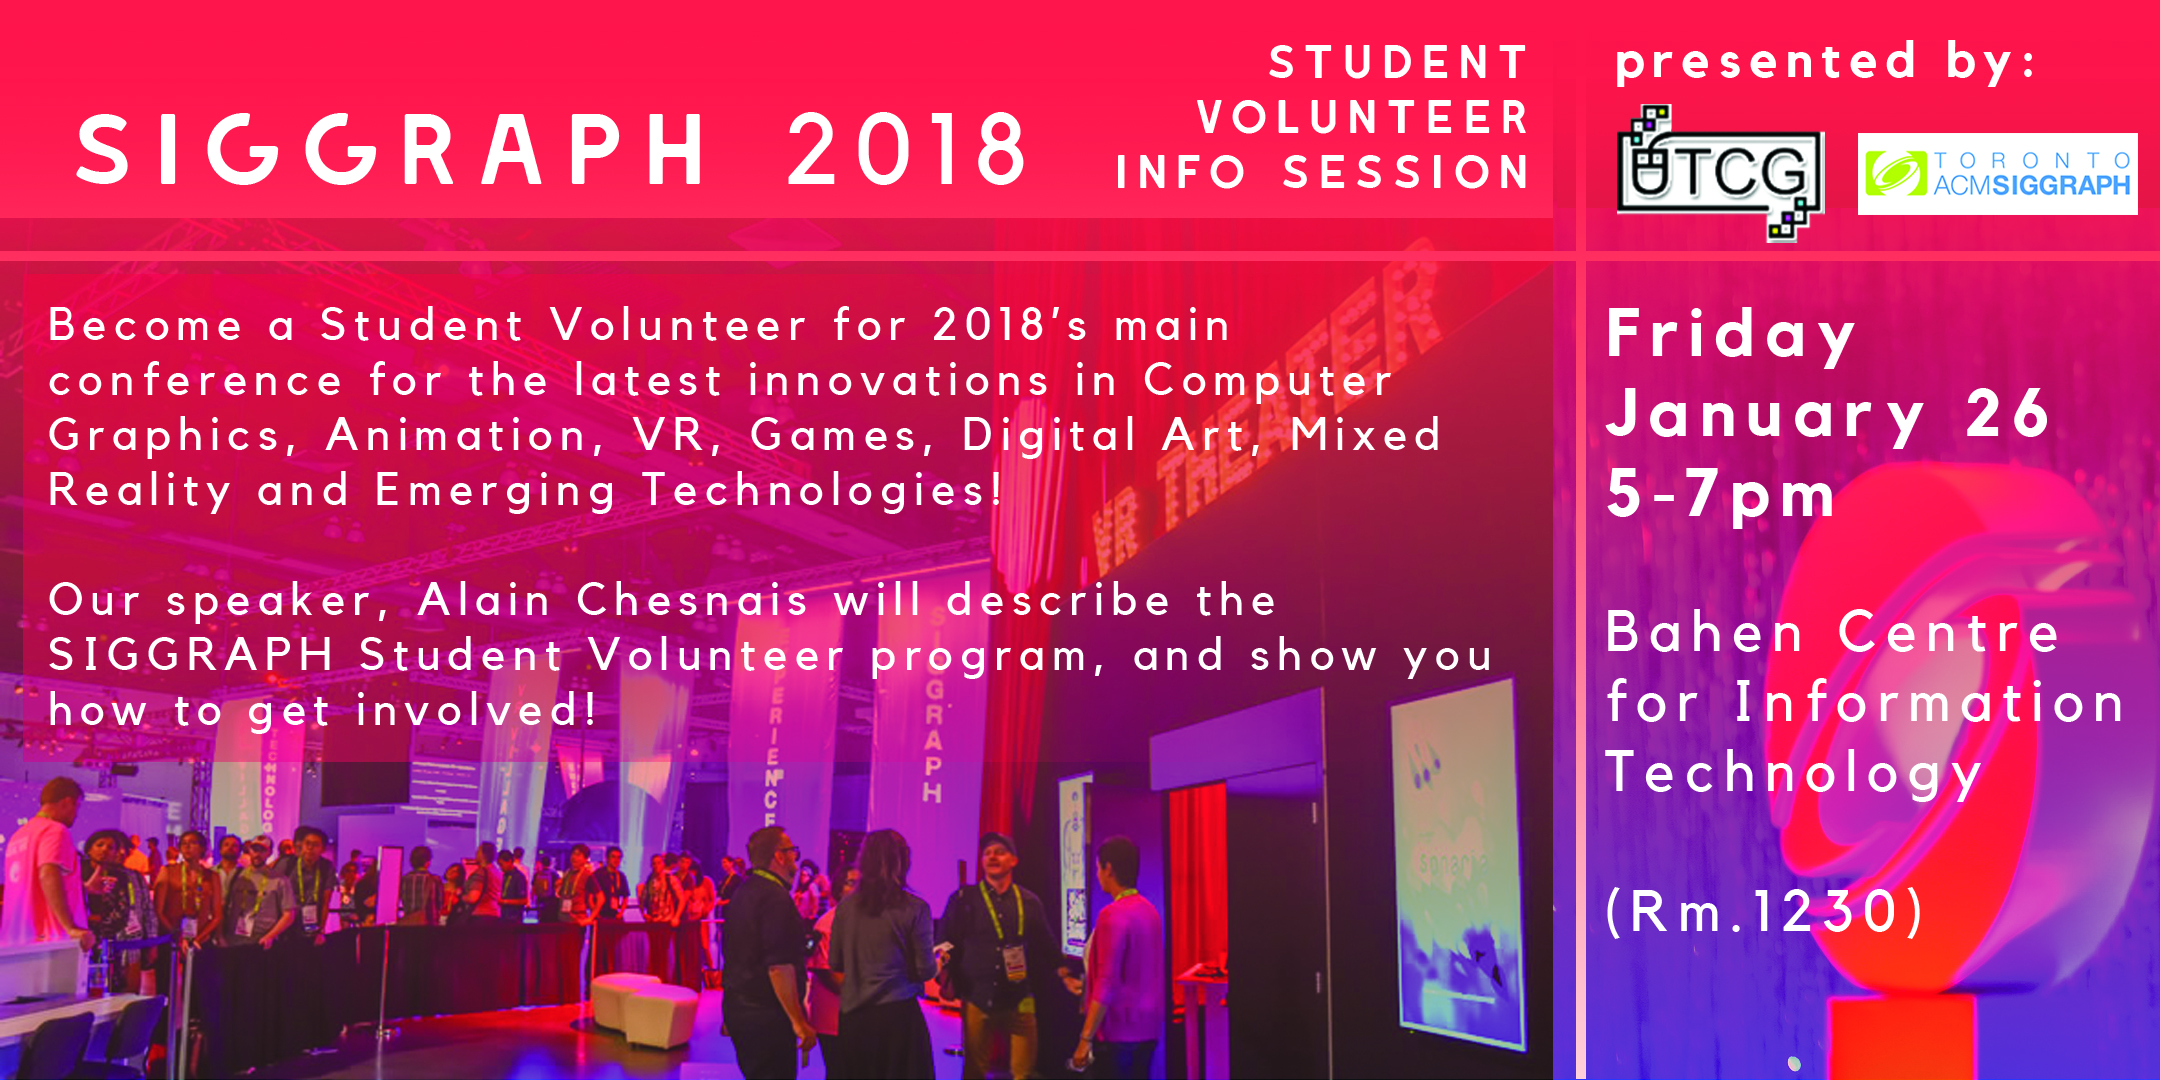 SIGGRAPH 2018
STUDENT
VOLUNTEER
INFO SESSION
presented by:
UTCG
TORONTO
ACMSIGGRAPH
Become a Student Volunteer for 2018's main
conference for the latest innovations in Computer
Graphics, Animation, VR, Games, Digital Art, Mixed
Reality and Emerging Technologies!
Our speaker, Alain Chesnais will describe the
SIGGRAPH Student Volunteer program, and show you
how to get involved!
Friday
January 26
5-7pm
Bahen Centre
for Information
Technology
(Rm.1230)
VR THEATER
SIGGRAPH